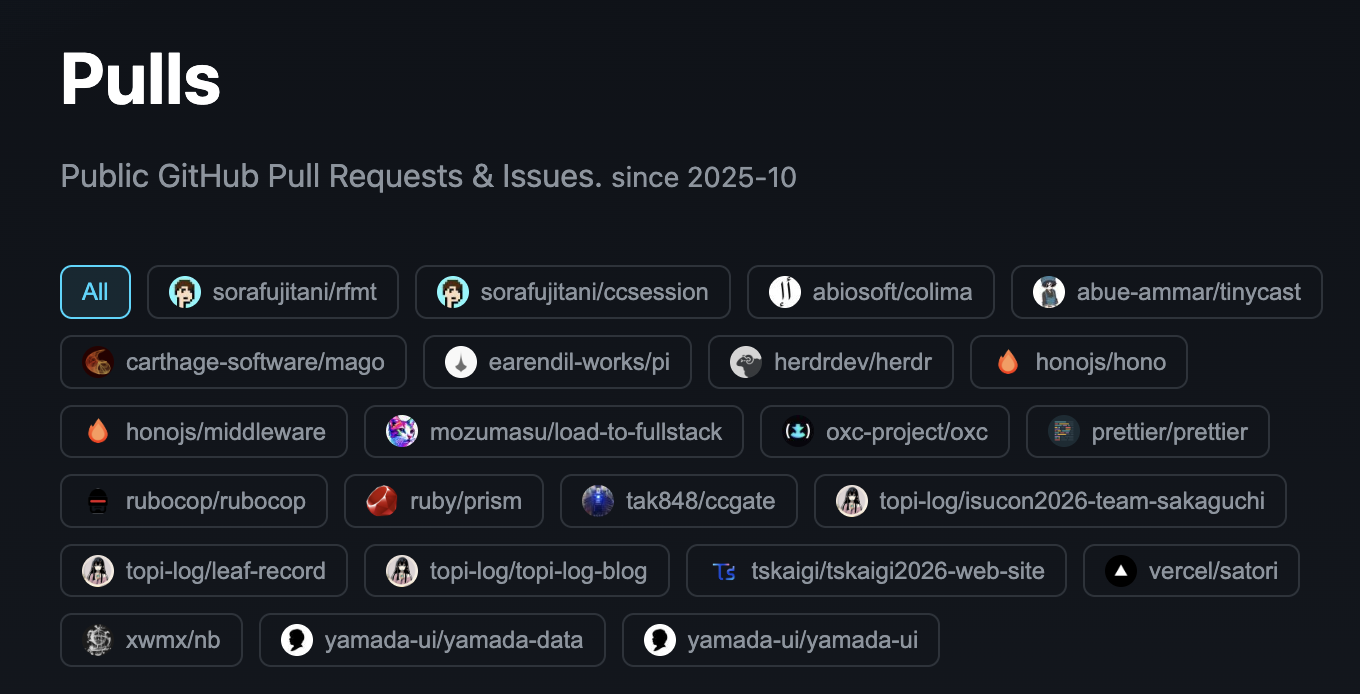 Pulls
Public GitHub Pull Requests & Issues. since 2025-10
All sorafujitani/rfmt sorafujitani/ccsession abiosoft/colima abue-ammar/tinycast
carthage-software/mago earendil-works/pi herdrdev/herdr honojs/hono
honojs/middleware mozumasu/load-to-fullstack oxc-project/oxc prettier/prettier
rubocop/rubocop ruby/prism tak848/ccgate topi-log/isucon2026-team-sakaguchi
topi-log/leaf-record topi-log/topi-log-blog TS tskaigi/tskaigi2026-web-site vercel/satori
xwmx/nb yamada-ui/yamada-data yamada-ui/yamada-ui